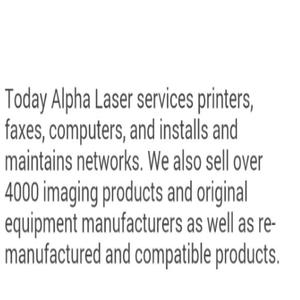 Today Alpha Laser services printers,
faxes, computers, and installs and
maintains networks. We also sell over
4000 imaging products and original
equipment manufacturers as well as re-
manufactured and compatible products.